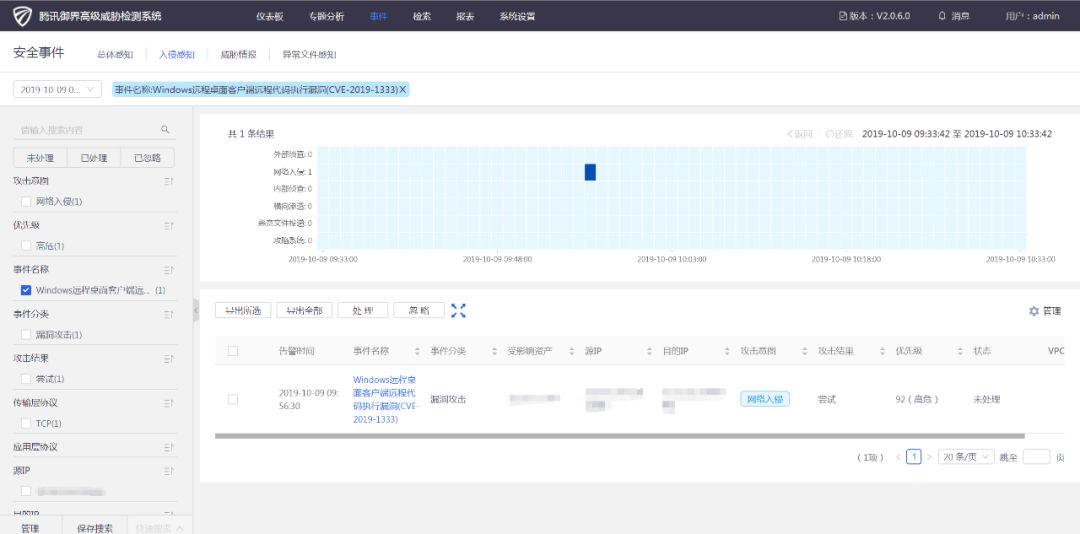 腾讯御界高级威胁检测系统
仪表板 专题分析 事件 检索 报表 系统设置
版本：V2.0.6.0 消息 用户：admin
安全事件 总体感知 入侵感知 威胁情报 异常文件感知
2019-10-09 0... 事件名称:Windows远程桌面客户端远程代码执行漏洞(CVE-2019-1333)X
请输入搜索内容
未处理 已处理 已忽略
攻击意图
网络入侵(1)
优先级
高危(1)
事件名称
Windows远程桌面客户端远... (1)
事件分类
漏洞攻击(1)
攻击结果
尝试(1)
传输层协议
TCP(1)
应用层协议
源IP
目的IP
管理 保存搜索 快速搜索
共 1 条结果
返回 还原 2019-10-09 09:33:42 至 2019-10-09 10:33:42
外部侦查: 0
网络入侵: 1
内部侦查: 0
横向渗透: 0
恶意文件投递: 0
攻陷系统: 0
2019-10-09 09:33:00 2019-10-09 09:48:00 2019-10-09 10:03:00 2019-10-09 10:18:00 2019-10-09 10:33:00
导出所选 导出全部 处理 忽略
管理
告警时间 事件名称 事件分类 受影响资产 源IP 目的IP 攻击意图 攻击结果 优先级 状态 VPC
2019-10-09 09:
56:30
Windows远程桌
面客户端远程代
码执行漏洞(CVE-
2019-1333)
漏洞攻击
网络入侵
尝试
92（高危）
未处理
（1项） < 1 > 20 条/页 跳至 页